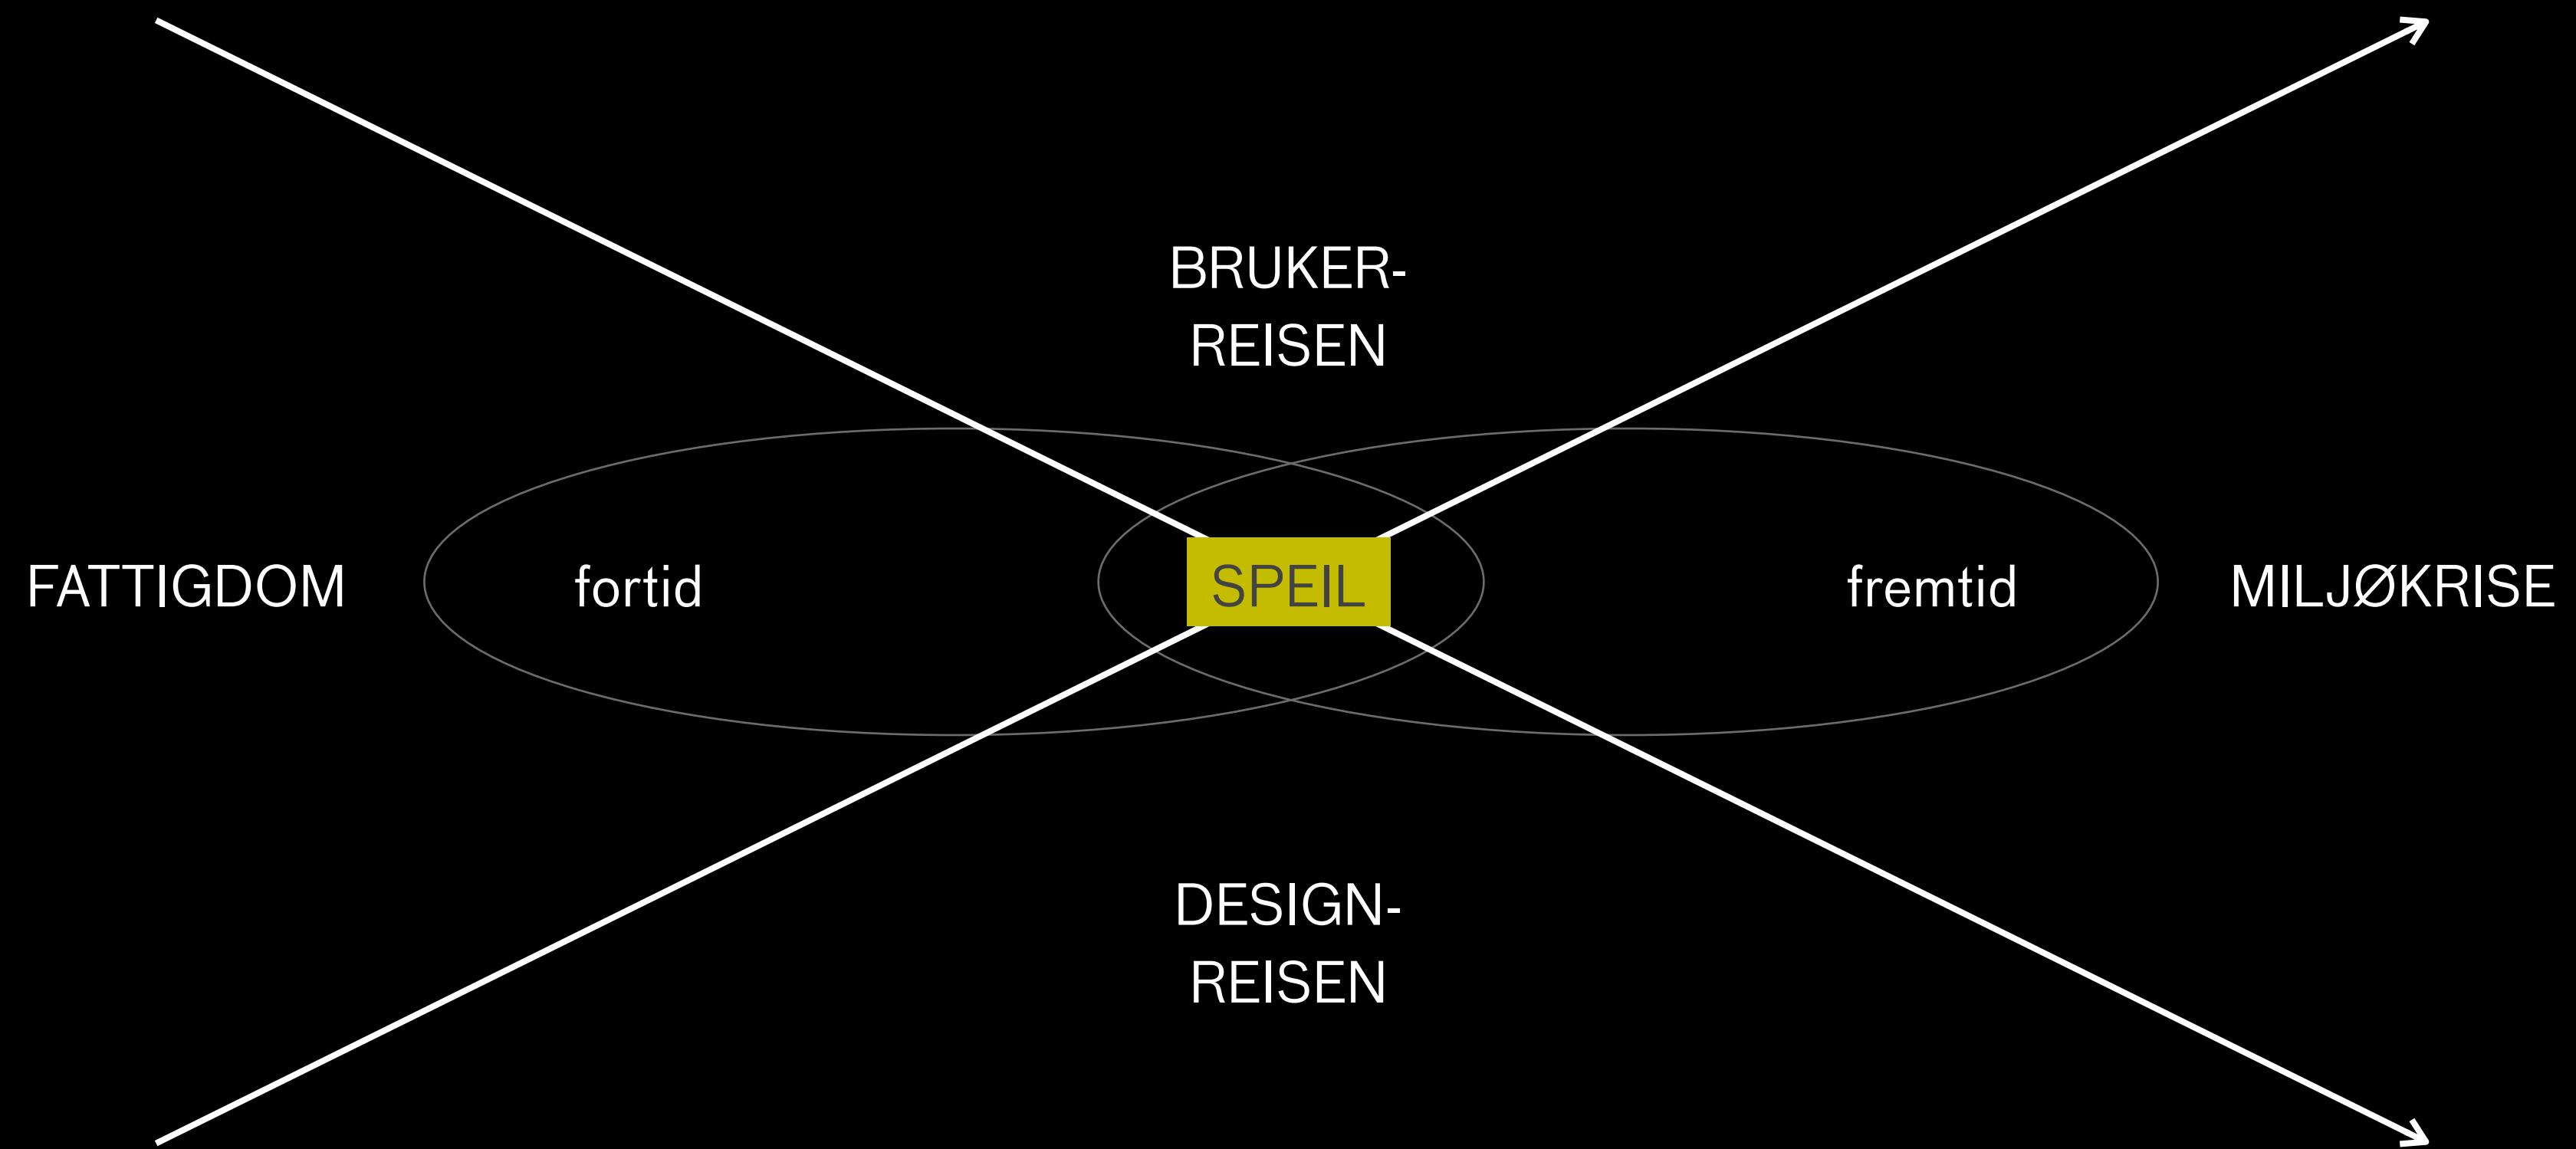 BRUKER-
REISEN
FATTIGDOM
fortid
SPEIL
fremtid
MILJØKRISE
DESIGN-
REISEN